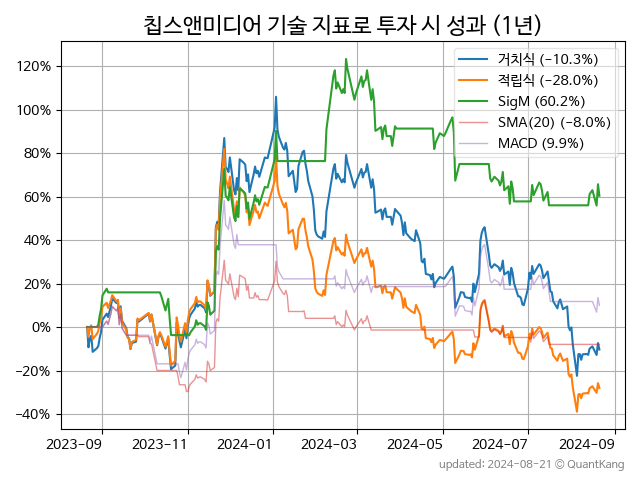 칩스앤미디어 기술 지표로 투자 시 성과 (1년)
120%
100%
80%
60%
40%
20%
0%
−20%
−40%
거치식 (−10.3%)
적립식 (−28.0%)
SigM (60.2%)
SMA(20) (−8.0%)
MACD (9.9%)
2023-09
2023-11
2024-01
2024-03
2024-05
2024-07
2024-09
updated: 2024-08-21 © QuantKang